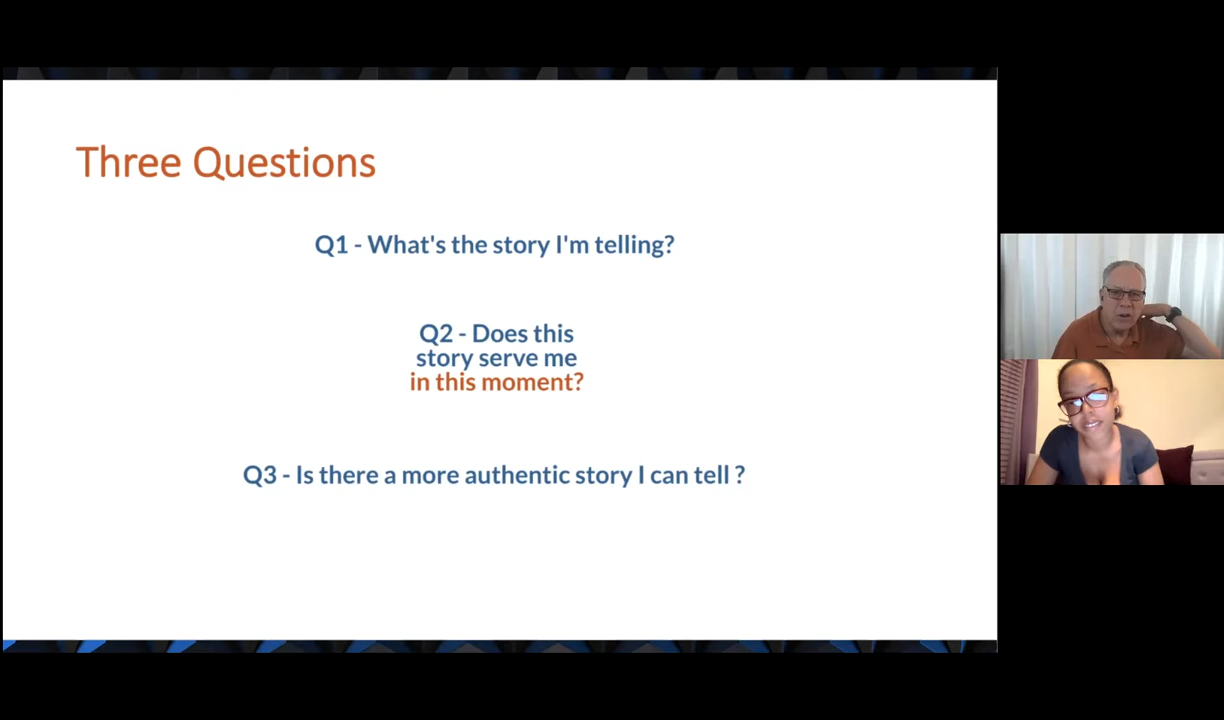 Three Questions
Q1 - What's the story I'm telling?
Q2 - Does this
story serve me
in this moment?
Q3 - Is there a more authentic story I can tell ?